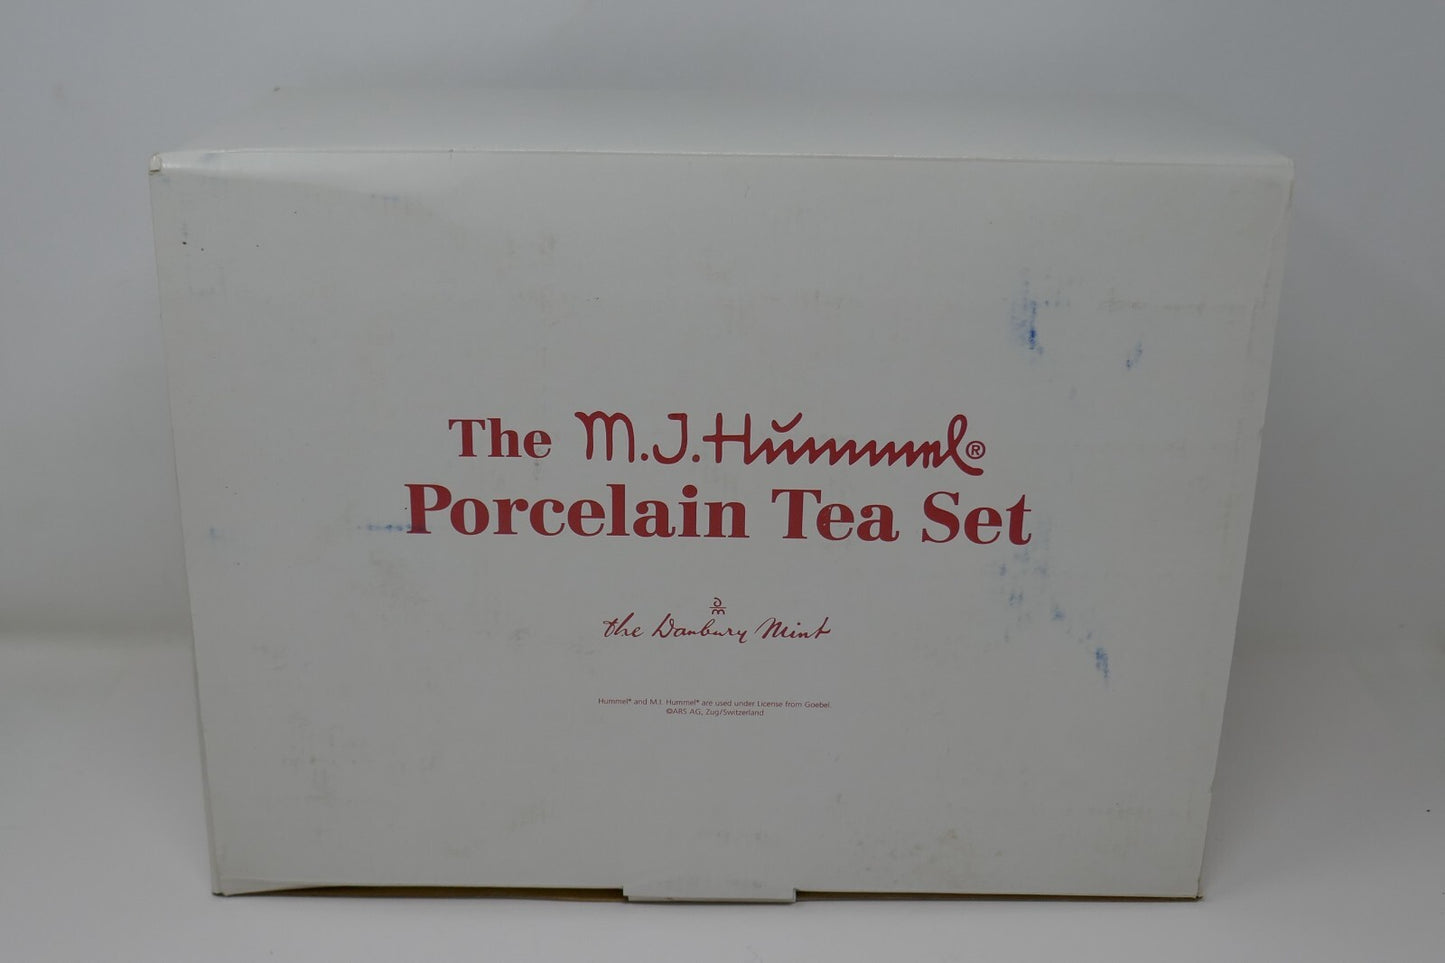 The M.J. Hummel®
Porcelain Tea Set
the Danbury Mint
Hummel® and M.I. Hummel® are used under License from Goebel.
©ARS AG, Zug/Switzerland